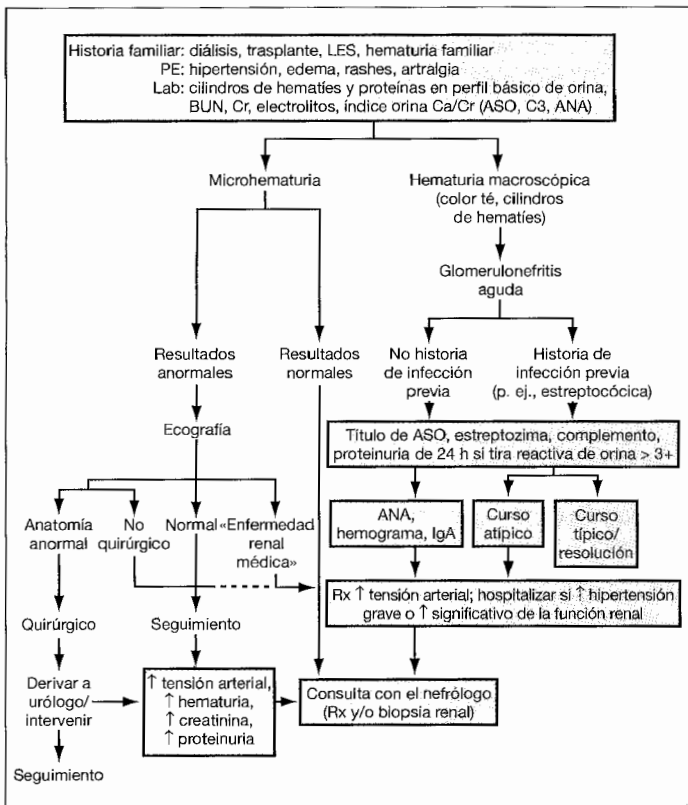 Historia familiar: diálisis, trasplante, LES, hematuria familiar
PE: hipertensión, edema, rashes, artralgia
Lab: cilindros de hematíes y proteínas en perfil básico de orina,
BUN, Cr, electrolitos, índice orina Ca/Cr (ASO, C3, ANA)
Microhematuria
Hematuria macroscópica
(color té, cilindros
de hematíes)
Glomerulonefritis
aguda
Resultados
anormales
Resultados
normales
No historia
de infección
previa
Historia de
infección previa
(p. ej., estreptocócica)
Ecografía
Título de ASO, estreptozima, complemento,
proteinuria de 24 h si tira reactiva de orina > 3+
Anatomía
anormal
No
quirúrgico
Normal
«Enfermedad
renal
médica»
ANA,
hemograma, IgA
Curso
atípico
Curso
típico/
resolución
Rx ↑ tensión arterial; hospitalizar si ↑ hipertensión
grave o ↑ significativo de la función renal
Quirúrgico
Seguimiento
Derivar a
urólogo/
intervenir
↑ tensión arterial,
↑ hematuria,
↑ creatinina,
↑ proteinuria
Consulta con el nefrólogo
(Rx y/o biopsia renal)
Seguimiento